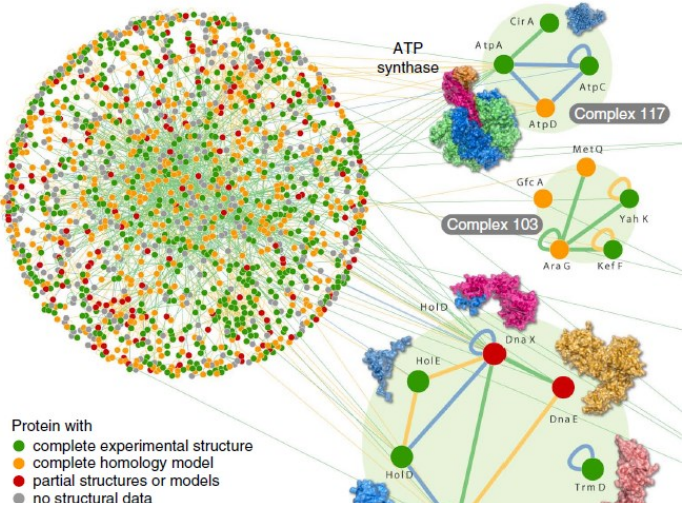 CirA
ATP
synthase
AtpA
AtpC
AtpD
Complex 117
MetQ
GfcA
YahK
Complex 103
AraG
KefF
HolD
DnaX
HolE
DnaE
HolD
TrmD
Protein with
complete experimental structure
complete homology model
partial structures or models
no structural data